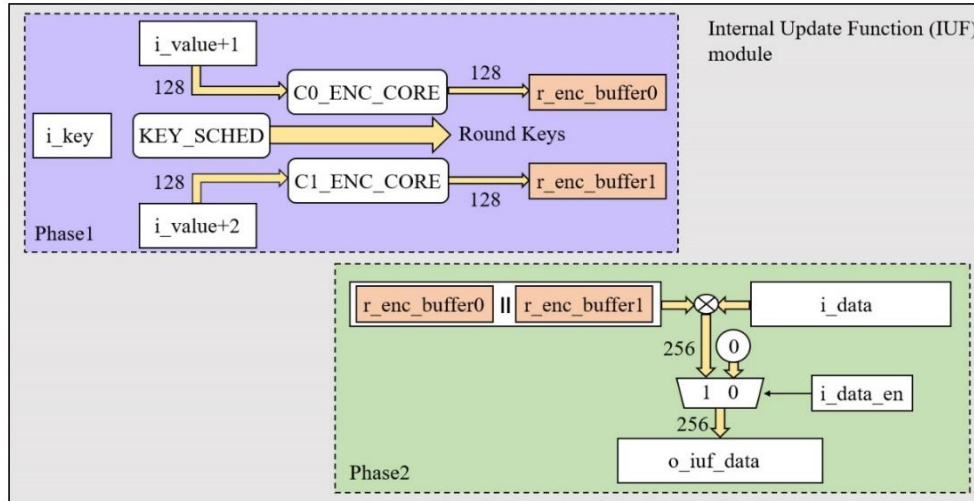 Internal Update Function (IUF)
module
i_value+1
128
C0_ENC_CORE
128
r_enc_buffer0
i_key
KEY_SCHED
Round Keys
128
C1_ENC_CORE
128
r_enc_buffer1
i_value+2
Phase1
r_enc_buffer0 || r_enc_buffer1
i_data
256
0
1 0
i_data_en
256
o_iuf_data
Phase2